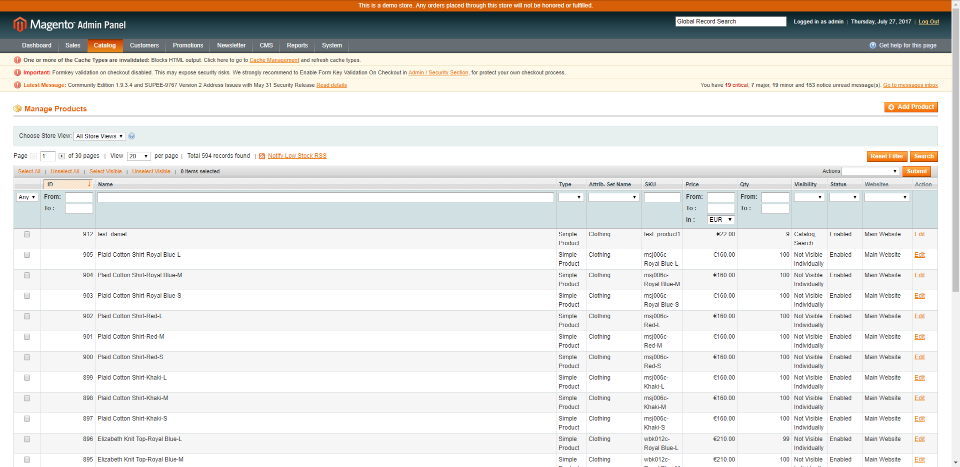 This is a demo store. Any orders placed through this store will not be honored or fulfilled.
Magento Admin Panel
Global Record Search
Logged in as admin | Thursday, July 27, 2017 | Log Out
Dashboard Sales Catalog Customers Promotions Newsletter CMS Reports System
Get help for this page
One or more of the Cache Types are invalidated: Blocks HTML output. Click here to go to Cache Management and refresh cache types.
Important: Formkey validation on checkout disabled. This may expose security risks. We strongly recommend to Enable Form Key Validation On Checkout in Admin / Security Section, for protect your own checkout process.
Latest Message: Community Edition 1.9.3.4 and SUPEE-9767 Version 2 Address Issues with May 31 Security Release Read details
You have 19 critical, 7 major, 19 minor and 153 notice unread message(s). Go to messages inbox
Manage Products
Add Product
Choose Store View: All Store Views
Page 1 of 30 pages | View 20 per page | Total 594 records found | Notify Low Stock RSS
Reset Filter Search
Select All | Unselect All | Select Visible | Unselect Visible | 0 items selected
Actions Submit
ID Name Type Attrib. Set Name SKU Price Qty Visibility Status Websites Action
Any From: From: From:
To : To : To :
In : EUR
912 test_daniel Simple Product Clothing test_product1 €22.00 9 Catalog, Search Enabled Main Website Edit
905 Plaid Cotton Shirt-Royal Blue-L Simple Product Clothing msj006c-Royal Blue-L €160.00 100 Not Visible Individually Enabled Main Website Edit
904 Plaid Cotton Shirt-Royal Blue-M Simple Product Clothing msj006c-Royal Blue-M €160.00 100 Not Visible Individually Enabled Main Website Edit
903 Plaid Cotton Shirt-Royal Blue-S Simple Product Clothing msj006c-Royal Blue-S €160.00 100 Not Visible Individually Enabled Main Website Edit
902 Plaid Cotton Shirt-Red-L Simple Product Clothing msj006c-Red-L €160.00 100 Not Visible Individually Enabled Main Website Edit
901 Plaid Cotton Shirt-Red-M Simple Product Clothing msj006c-Red-M €160.00 100 Not Visible Individually Enabled Main Website Edit
900 Plaid Cotton Shirt-Red-S Simple Product Clothing msj006c-Red-S €160.00 100 Not Visible Individually Enabled Main Website Edit
899 Plaid Cotton Shirt-Khaki-L Simple Product Clothing msj006c-Khaki-L €160.00 100 Not Visible Individually Enabled Main Website Edit
898 Plaid Cotton Shirt-Khaki-M Simple Product Clothing msj006c-Khaki-M €160.00 100 Not Visible Individually Enabled Main Website Edit
897 Plaid Cotton Shirt-Khaki-S Simple Product Clothing msj006c-Khaki-S €160.00 100 Not Visible Individually Enabled Main Website Edit
896 Elizabeth Knit Top-Royal Blue-L Simple Product Clothing wbk012c-Royal Blue-L €210.00 99 Not Visible Individually Enabled Main Website Edit
895 Elizabeth Knit Top-Royal Blue-M Simple Clothing wbk012c- €210.00 100 Not Visible Enabled Main Website Edit